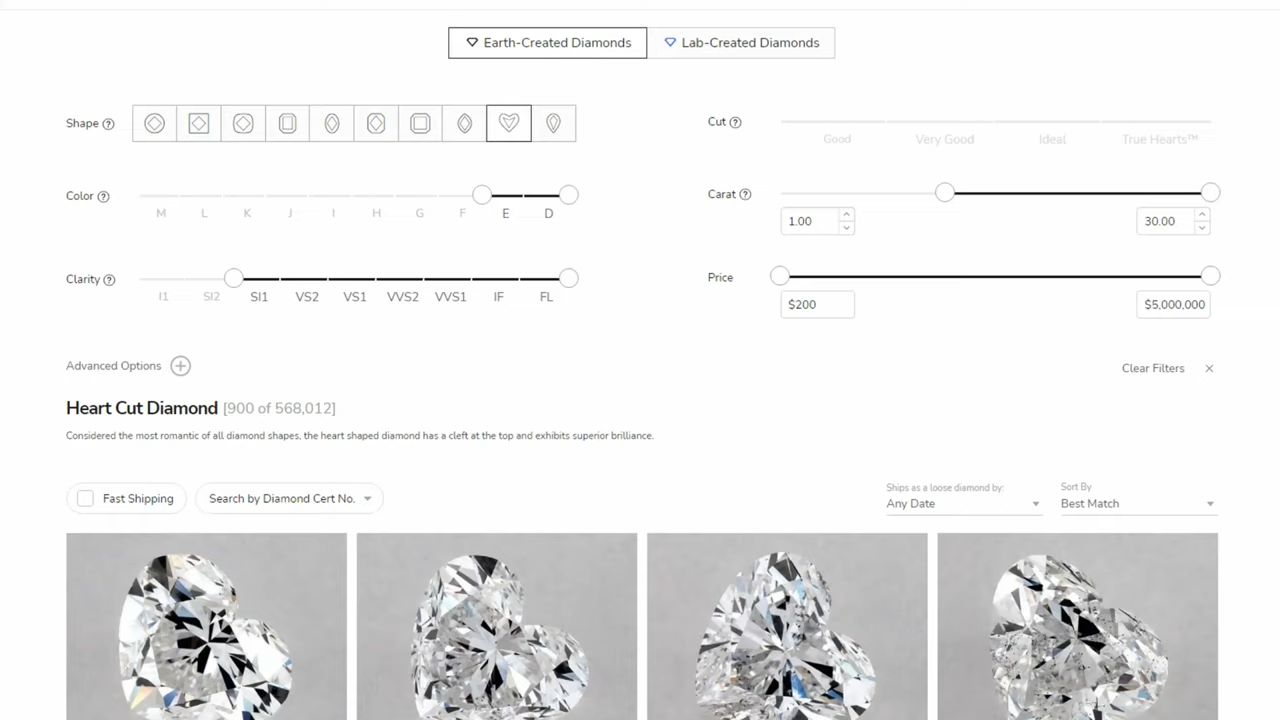 Earth-Created Diamonds Lab-Created Diamonds
Shape ?
Cut ?
Good Very Good Ideal True Hearts™
Color ?
M L K J I H G F E D
Carat ?
1.00 30.00
Clarity ?
I1 SI2 SI1 VS2 VS1 VVS2 VVS1 IF FL
Price
$200 $5,000,000
Advanced Options
Clear Filters
Heart Cut Diamond [900 of 568,012]
Considered the most romantic of all diamond shapes, the heart shaped diamond has a cleft at the top and exhibits superior brilliance.
Fast Shipping Search by Diamond Cert No.
Ships as a loose diamond by:
Any Date
Sort By
Best Match